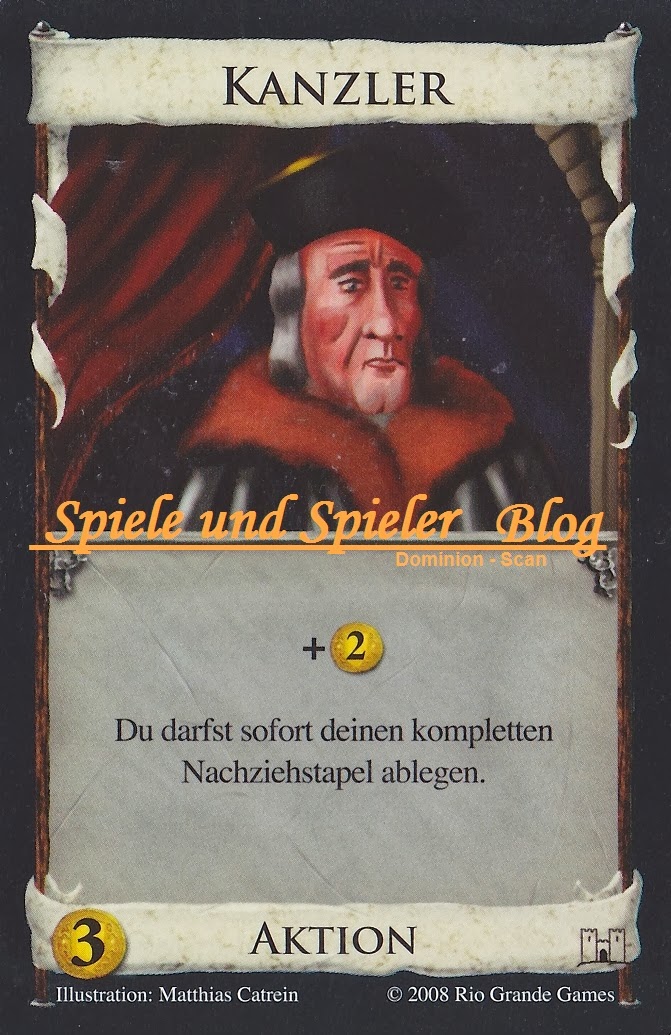 KANZLER
Spiele und Spieler Blog
Dominion - Scan
+ 2
Du darfst sofort deinen kompletten
Nachziehstapel ablegen.
3 AKTION
Illustration: Matthias Catrein © 2008 Rio Grande Games